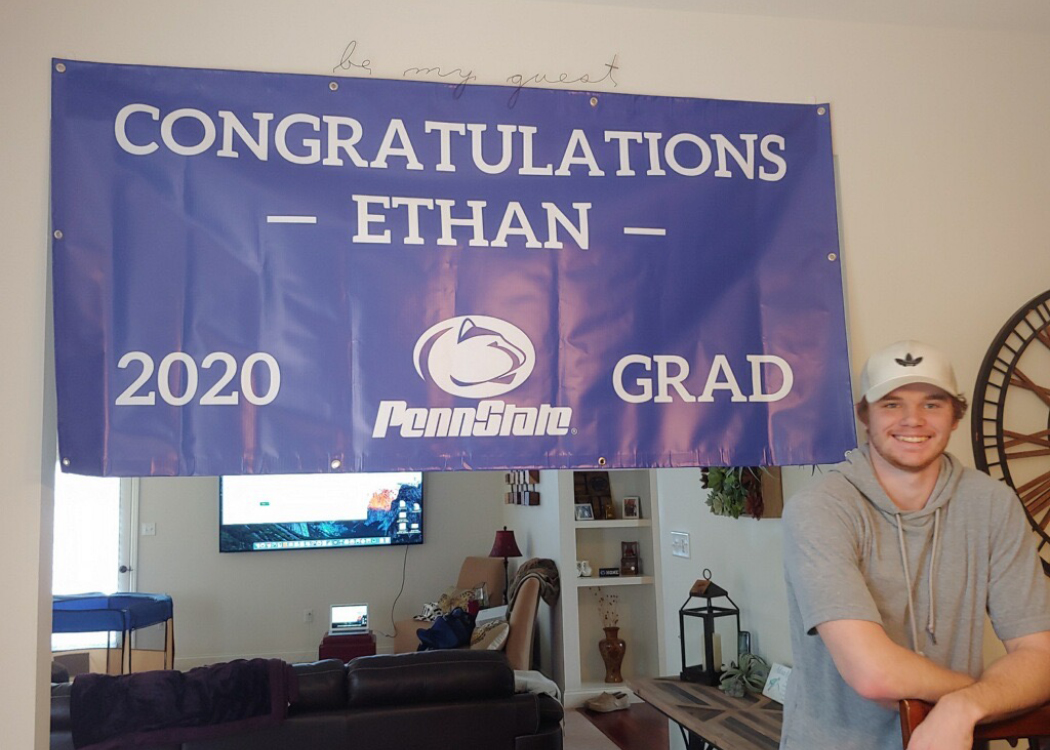 be my guest
CONGRATULATIONS
— ETHAN —
2020 GRAD
PennState®